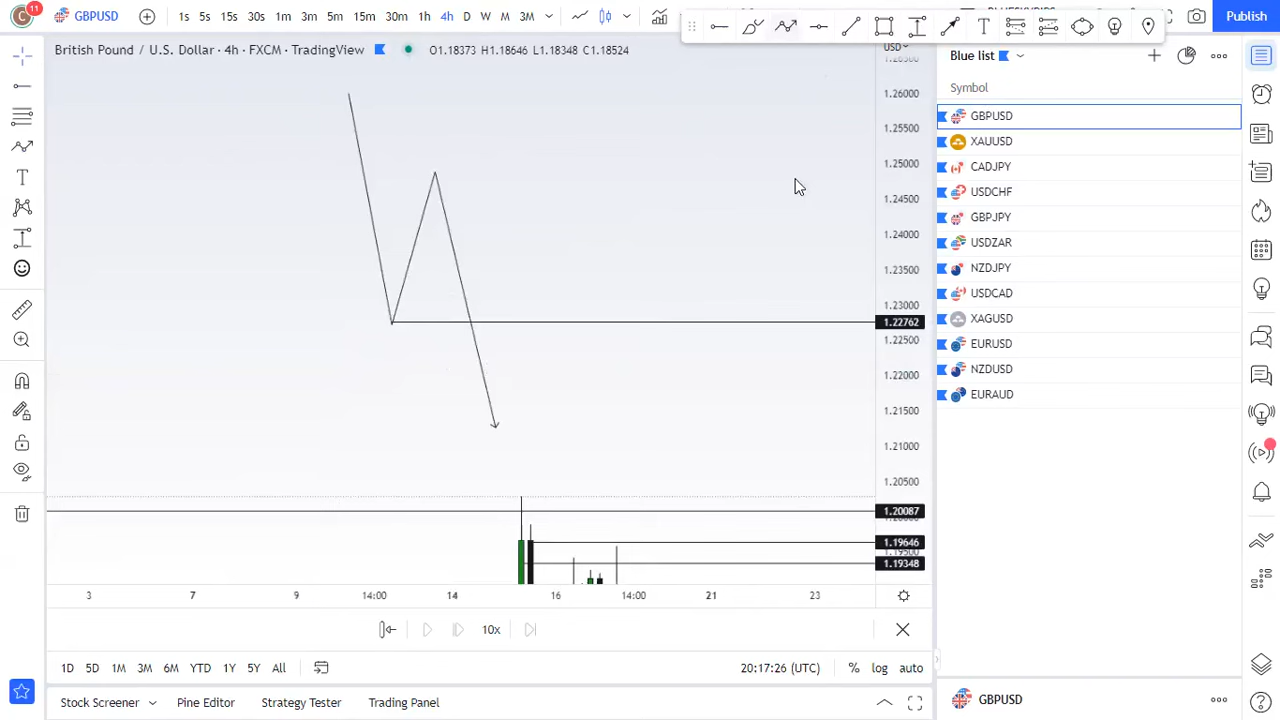 C 11 GBPUSD 1s 5s 15s 30s 1m 3m 5m 15m 30m 1h 4h D W M 3M Publish
British Pound / U.S. Dollar · 4h · FXCM · TradingView O1.18373 H1.18646 L1.18348 C1.18524
USD
1.26000
1.25500
1.25000
1.24500
1.24000
1.23500
1.23000
1.22762
1.22500
1.22000
1.21500
1.21000
1.20500
1.20087
1.19646
1.19500
1.19348
3 7 9 14:00 14 16 14:00 21 23
10x
1D 5D 1M 3M 6M YTD 1Y 5Y All 20:17:26 (UTC) % log auto
Stock Screener Pine Editor ategy Tester Trading Panel
Blue list
Symbol
GBPUSD
XAUUSD
CADJPY
USDCHF
GBPJPY
USDZAR
NZDJPY
USDCAD
XAGUSD
EURUSD
NZDUSD
EURAUD
GBPUSD